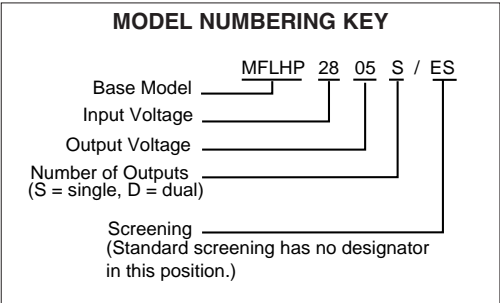 MODEL NUMBERING KEY
MFLHP 28 05 S / ES
Base Model
Input Voltage
Output Voltage
Number of Outputs
(S = single, D = dual)
Screening
(Standard screening has no designator
in this position.)